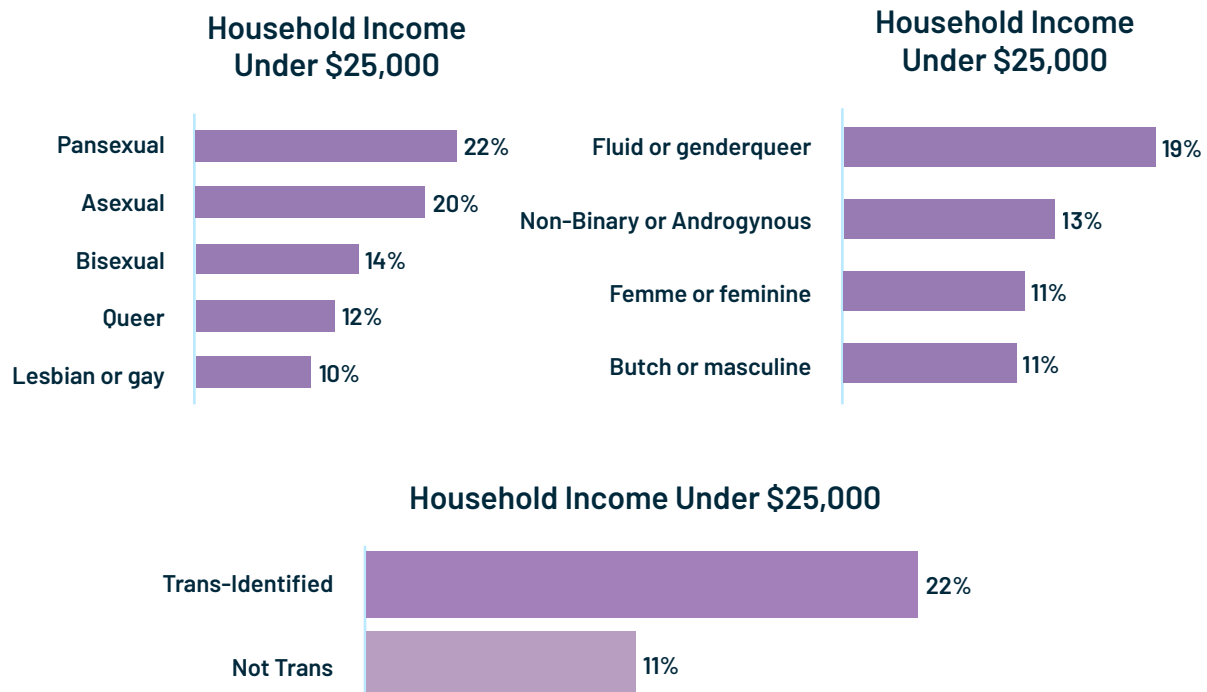 Household Income
Under $25,000
Pansexual 22%
Asexual 20%
Bisexual 14%
Queer 12%
Lesbian or gay 10%
Household Income
Under $25,000
Fluid or genderqueer 19%
Non-Binary or Androgynous 13%
Femme or feminine 11%
Butch or masculine 11%
Household Income Under $25,000
Trans-Identified 22%
Not Trans 11%